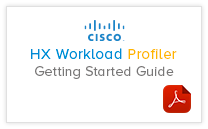 CISCO
HX Workload Profiler
Getting Started Guide